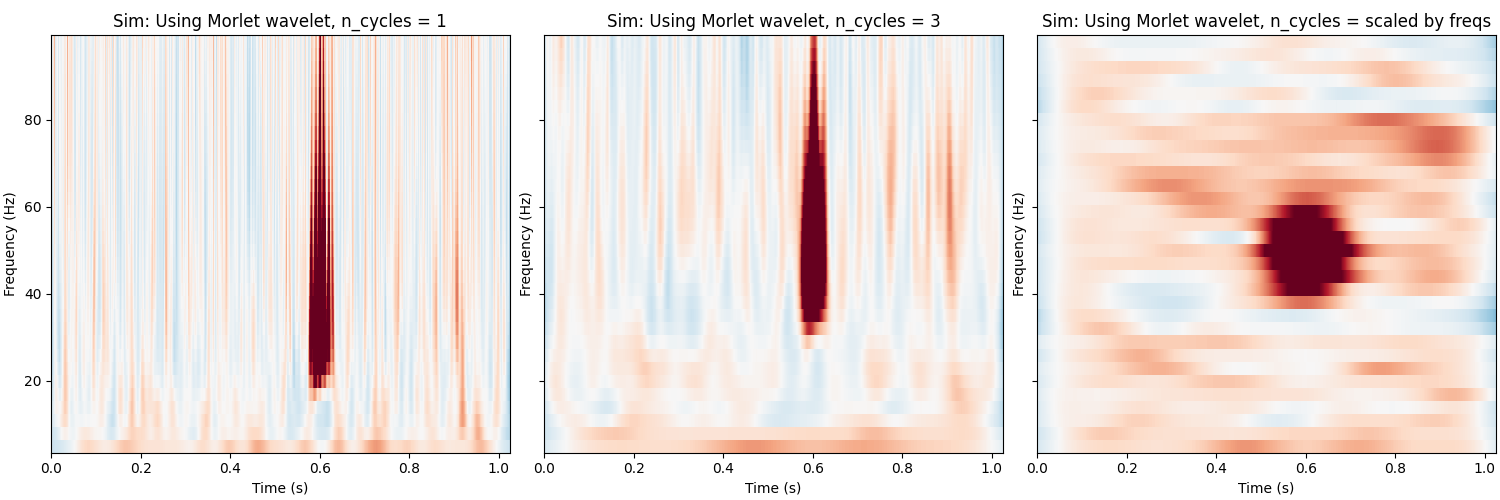 Sim: Using Morlet wavelet, n_cycles = 1
Frequency (Hz)
80
60
40
20
0.0 0.2 0.4 0.6 0.8 1.0
Time (s)
Sim: Using Morlet wavelet, n_cycles = 3
Frequency (Hz)
0.0 0.2 0.4 0.6 0.8 1.0
Time (s)
Sim: Using Morlet wavelet, n_cycles = scaled by freqs
Frequency (Hz)
0.0 0.2 0.4 0.6 0.8 1.0
Time (s)